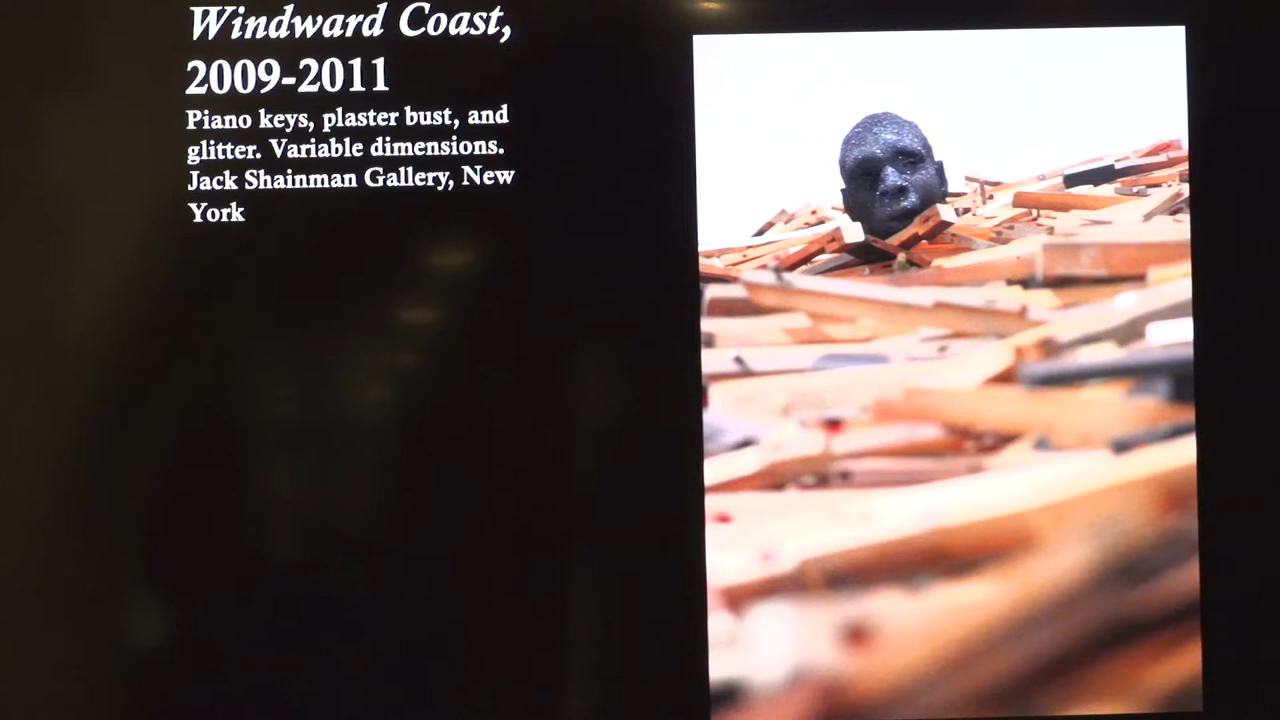 Windward Coast,
2009-2011
Piano keys, plaster bust, and
glitter. Variable dimensions.
Jack Shainman Gallery, New
York